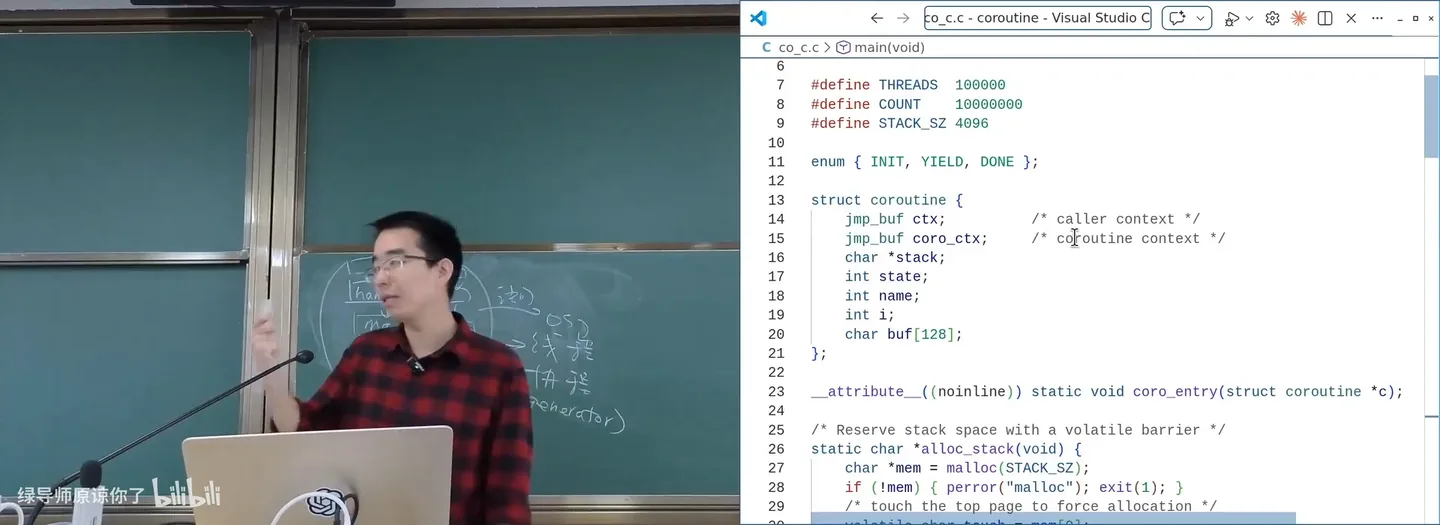 co_c.c - coroutine - Visual Studio C
C co_c.c > main(void)
6
7 #define THREADS 100000
8 #define COUNT 10000000
9 #define STACK_SZ 4096
10
11 enum { INIT, YIELD, DONE };
12
13 struct coroutine {
14 jmp_buf ctx; /* caller context */
15 jmp_buf coro_ctx; /* coroutine context */
16 char *stack;
17 int state;
18 int name;
19 int i;
20 char buf[128];
21 };
22
23 __attribute__((noinline)) static void coro_entry(struct coroutine *c);
24
25 /* Reserve stack space with a volatile barrier */
26 static char *alloc_stack(void) {
27 char *mem = malloc(STACK_SZ);
28 if (!mem) { perror("malloc"); exit(1); }
29 /* touch the top page to force allocation */
线程
协程
generator)
绿导师原谅你了 bilibili